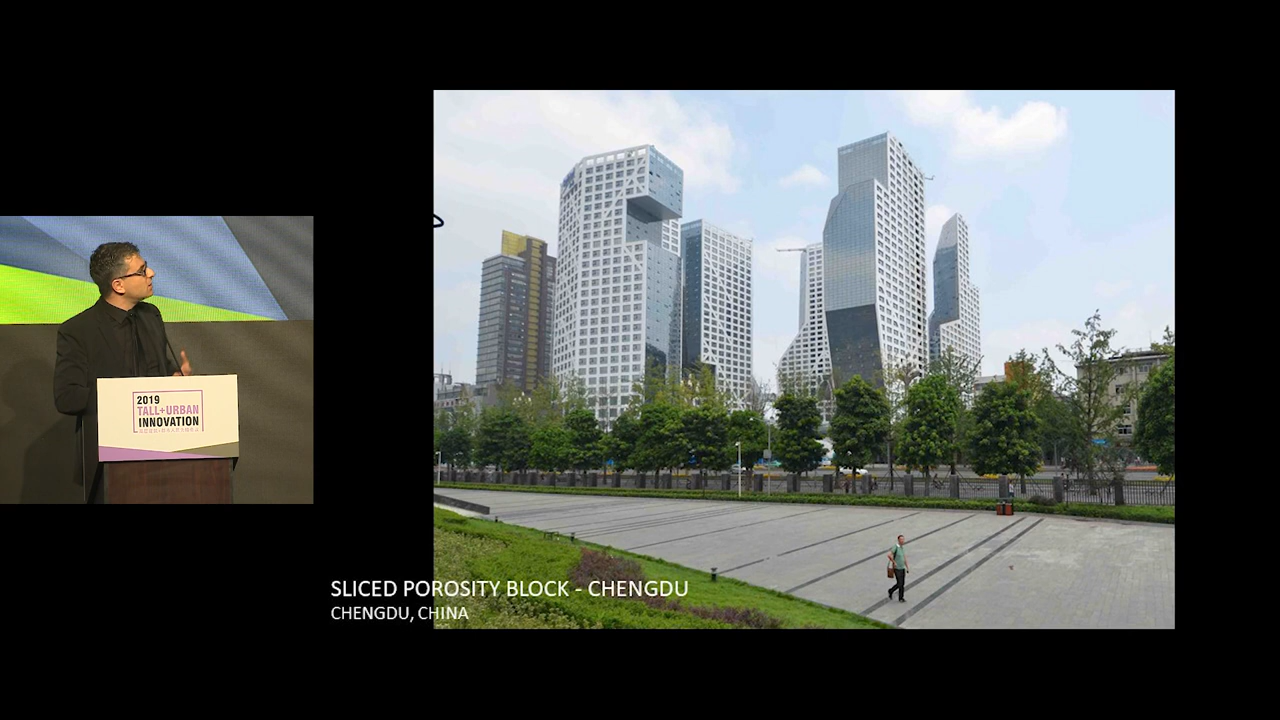 2019
TALL+URBAN
INNOVATION
SLICED POROSITY BLOCK - CHENGDU
CHENGDU, CHINA